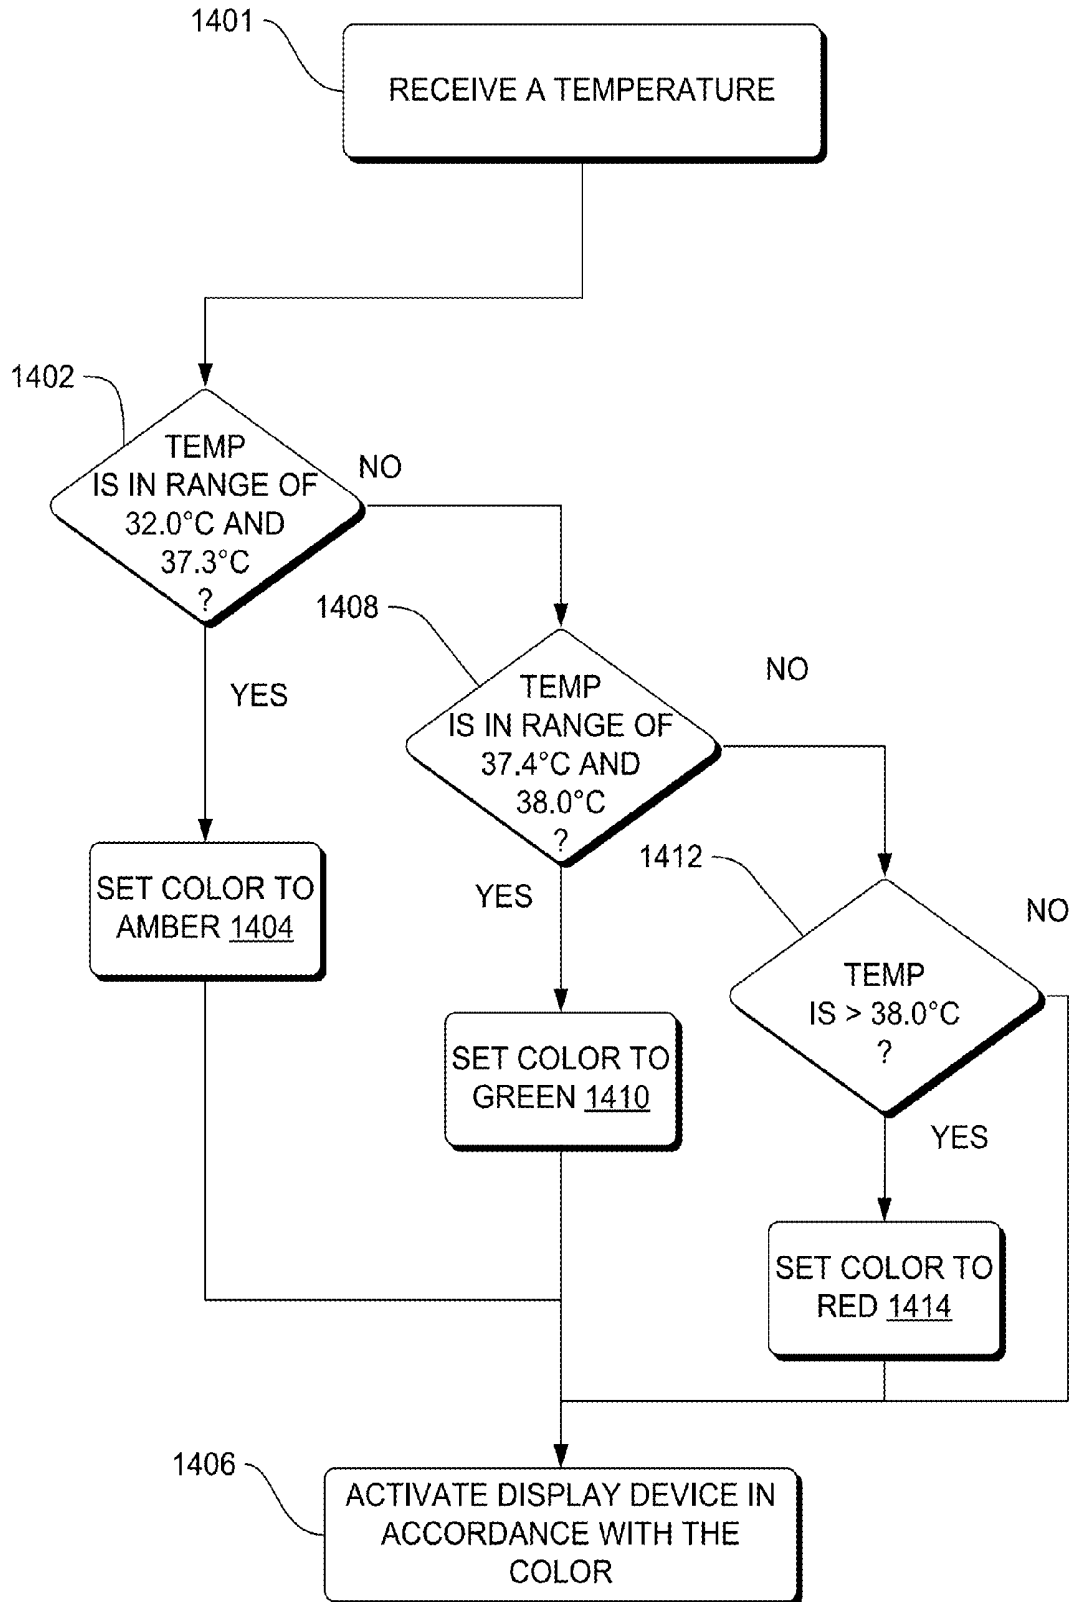 1401
RECEIVE A TEMPERATURE
1402
TEMP
IS IN RANGE OF
32.0°C AND
37.3°C
?
NO
YES
1408
TEMP
IS IN RANGE OF
37.4°C AND
38.0°C
?
NO
YES
SET COLOR TO
AMBER 1404
1412
TEMP
IS > 38.0°C
?
NO
YES
SET COLOR TO
GREEN 1410
SET COLOR TO
RED 1414
1406
ACTIVATE DISPLAY DEVICE IN
ACCORDANCE WITH THE
COLOR